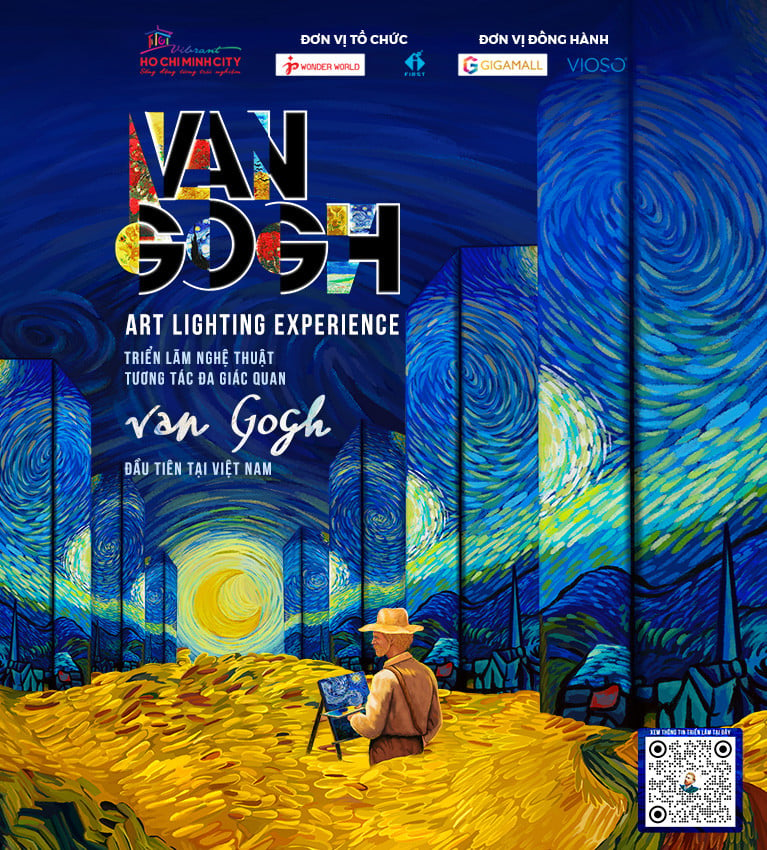 Vibrant
HO CHI MINH CITY
Sống động từng trải nghiệm
ĐƠN VỊ TỔ CHỨC
WONDER WORLD
FIRST
ĐƠN VỊ ĐỒNG HÀNH
GIGAMALL
VIOSO
VAN
GOGH
ART LIGHTING EXPERIENCE
TRIỂN LÃM NGHỆ THUẬT
TƯƠNG TÁC ĐA GIÁC QUAN
van Gogh
ĐẦU TIÊN TẠI VIỆT NAM
XEM THÔNG TIN TRIỂN LÃM TẠI ĐÂY